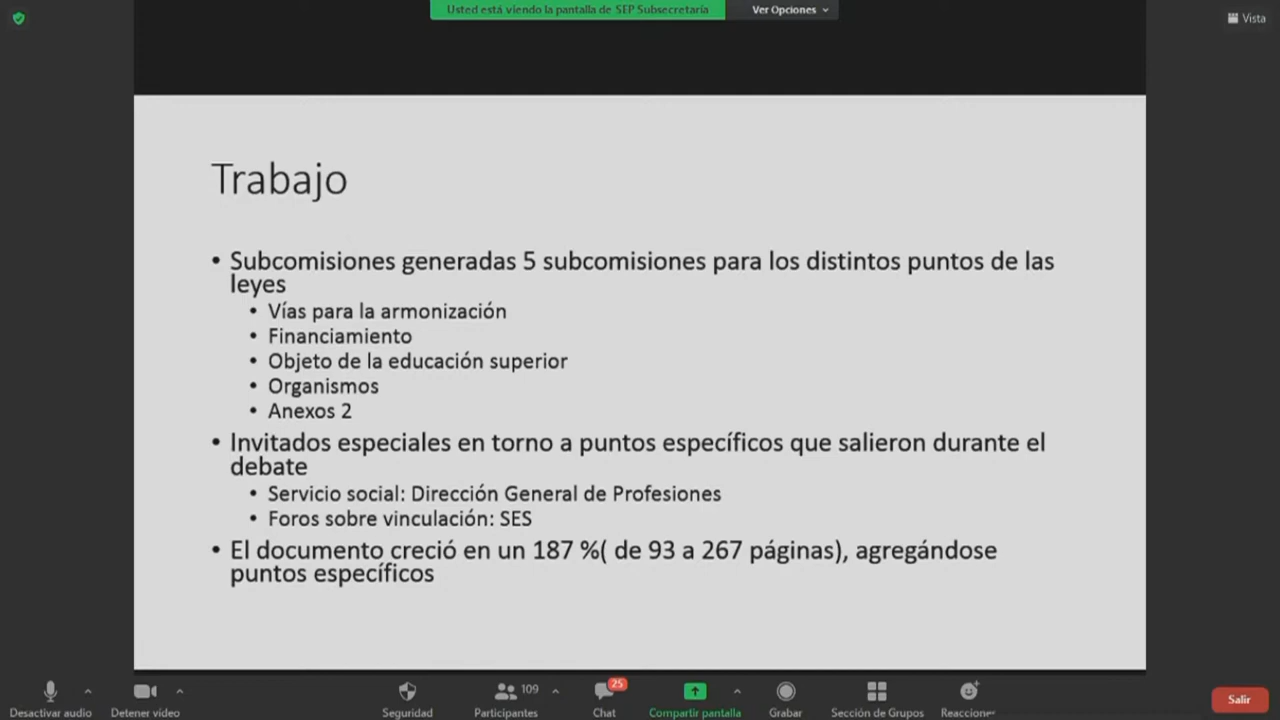 Usted está viendo la pantalla de SEP Subsecretaría
Ver Opciones
Vista
Trabajo
• Subcomisiones generadas 5 subcomisiones para los distintos puntos de las
leyes
• Vías para la armonización
• Financiamiento
• Objeto de la educación superior
• Organismos
• Anexos 2
• Invitados especiales en torno a puntos específicos que salieron durante el
debate
• Servicio social: Dirección General de Profesiones
• Foros sobre vinculación: SES
• El documento creció en un 187 %( de 93 a 267 páginas), agregándose
puntos específicos
109
25
Desactivar audio
Detener video
Seguridad
Participantes
Chat
Compartir pantalla
Grabar
Sección de Grupos
Reaccione
Salir